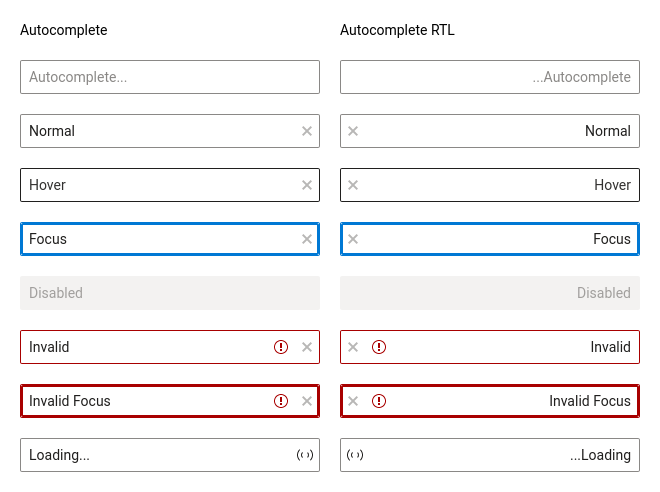 Autocomplete
Autocomplete RTL
Autocomplete...
...Autocomplete
Normal
Normal
Hover
Hover
Focus
Focus
Disabled
Disabled
Invalid
Invalid
Invalid Focus
Invalid Focus
Loading...
...Loading